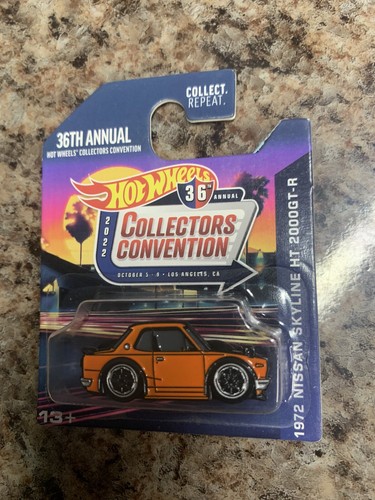 COLLECT.
REPEAT.
36TH ANNUAL
HOT WHEELS' COLLECTORS CONVENTION
HOT WHEELS
36TH ANNUAL
2022
COLLECTORS
CONVENTION
OCTOBER 5 - 8 • LOS ANGELES, CA
1972 NISSAN SKYLINE HT 2000GT-R
13+